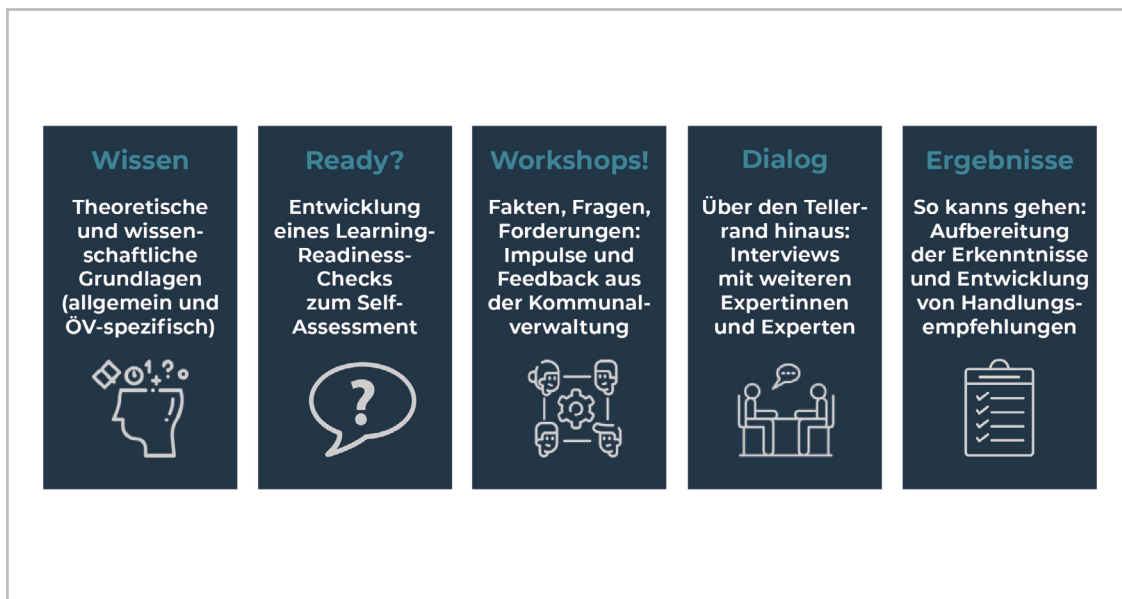 Wissen
Theoretische
und wissen-
schaftliche
Grundlagen
(allgemein und
ÖV-spezifisch)
Ready?
Entwicklung
eines Learning-
Readiness-
Checks
zum Self-
Assessment
?
Workshops!
Fakten, Fragen,
Forderungen:
Impulse und
Feedback aus
der Kommunal-
verwaltung
Dialog
Über den Teller-
rand hinaus:
Interviews
mit weiteren
Expertinnen
und Experten
Ergebnisse
So kanns gehen:
Aufbereitung
der Erkenntnisse
und Entwicklung
von Handlungs-
empfehlungen